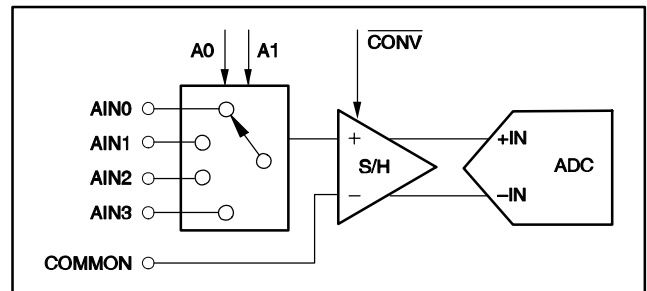 A0 A1 CONV
AIN0
AIN1
AIN2
AIN3
COMMON
+
S/H
–
+IN
ADC
–IN